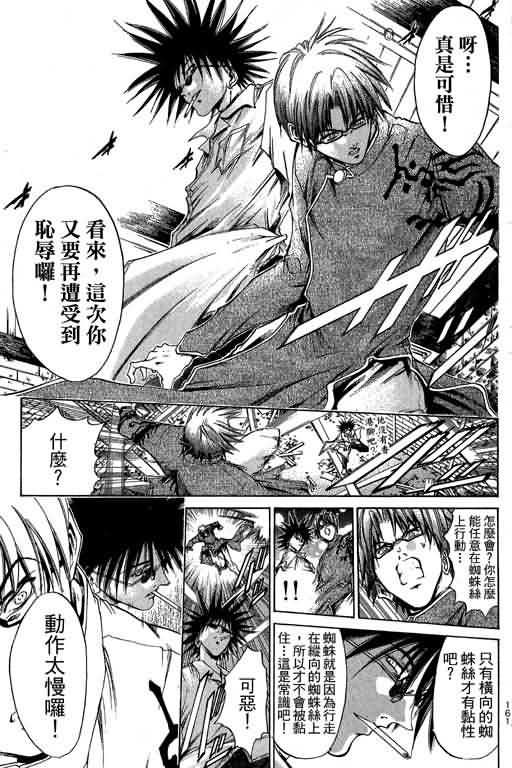 呀…
真是可惜！
看來，這次你
又要再遭受到
恥辱囉！
什麼？
怎麼會？你怎麼
能任意在蜘蛛絲
上行動…
！！
只有橫向的蜘
蛛絲才有黏性
吧？
蜘蛛就是因為行走
在縱向的蜘蛛絲上
，所以才不會被黏
住…這是常識吧！
可惡！
動作太慢囉！
161